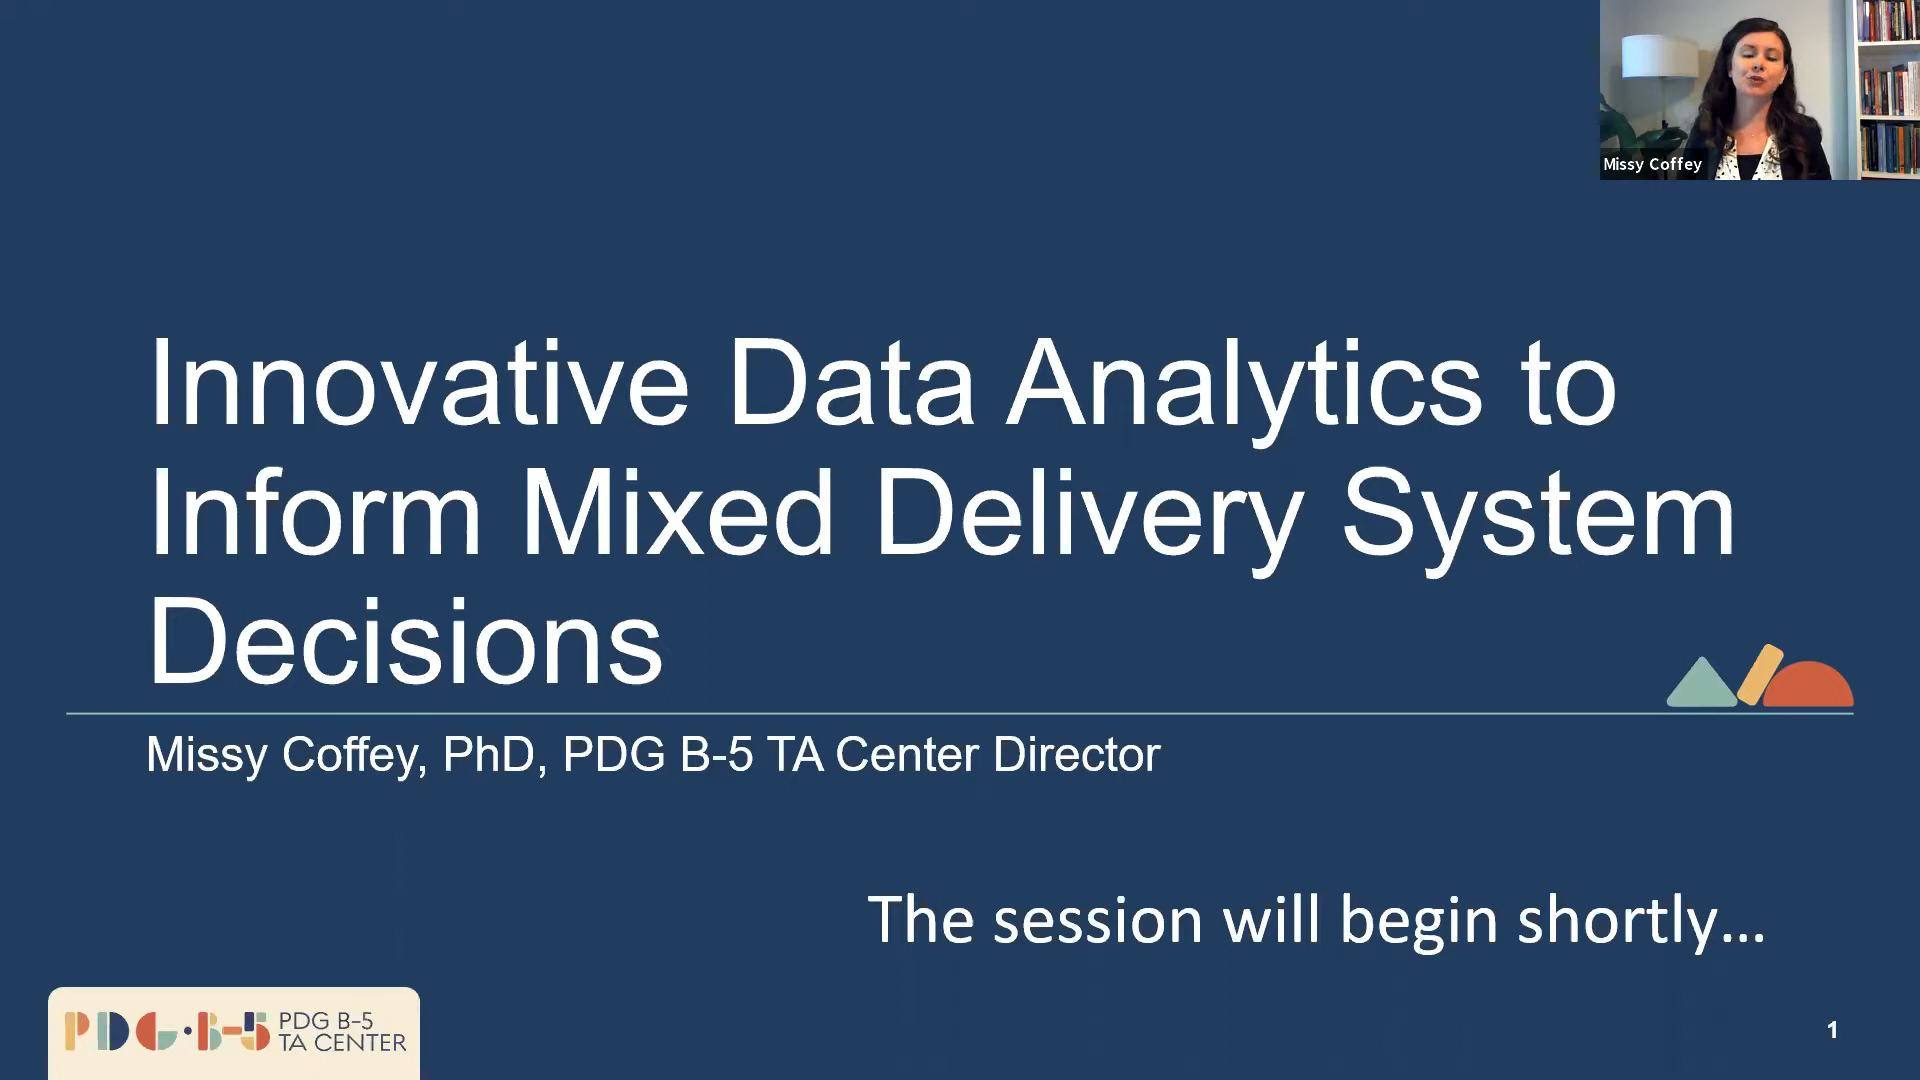 Missy Coffey
Innovative Data Analytics to
Inform Mixed Delivery System
Decisions
Missy Coffey, PhD, PDG B-5 TA Center Director
The session will begin shortly...
PDG·B-5
PDG B-5
TA CENTER
1